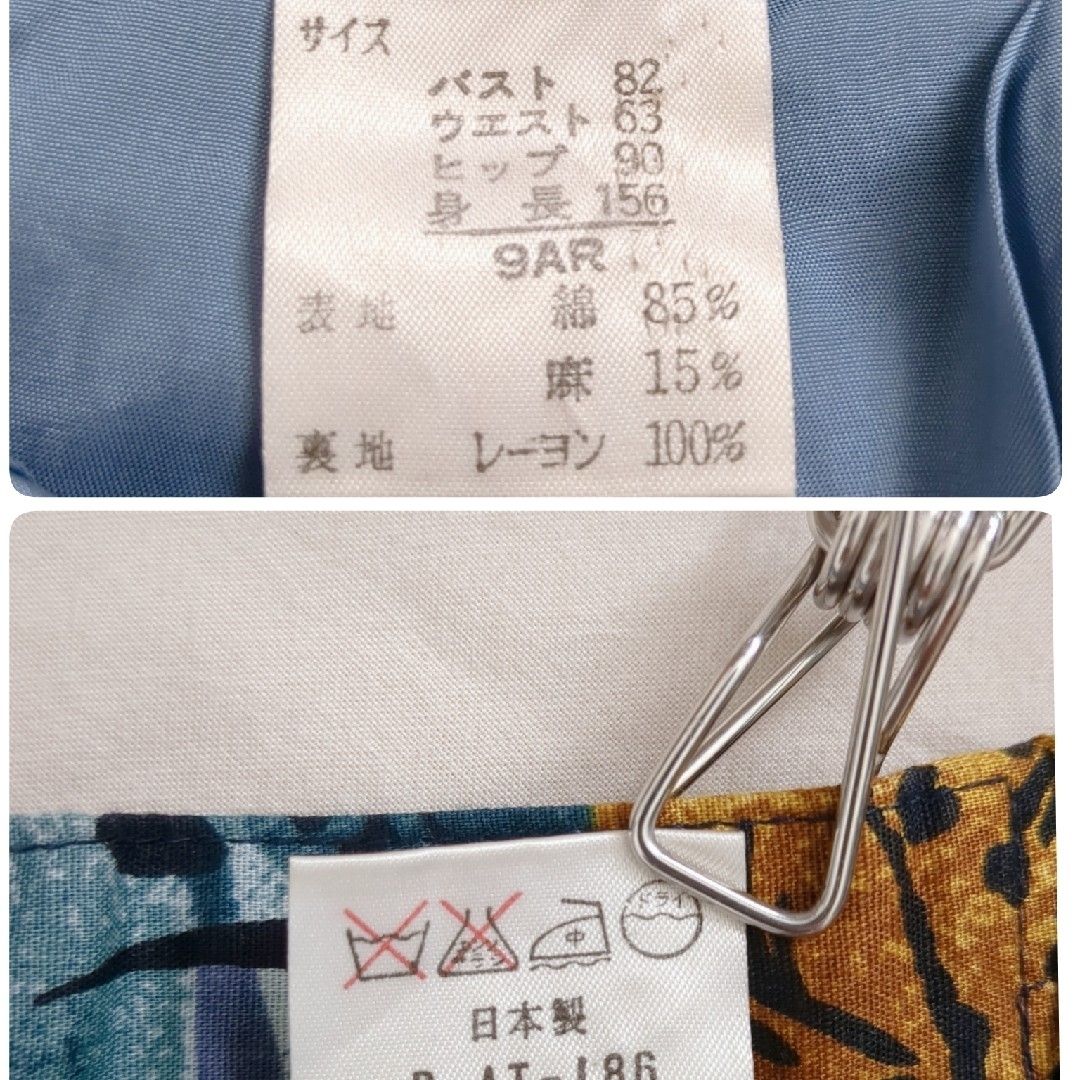 サイズ
バスト 82
ウエスト 63
ヒップ 90
身長 156
9AR
表地 綿 85%
麻 15%
裏地 レーヨン 100%
中 ドライ
日本製